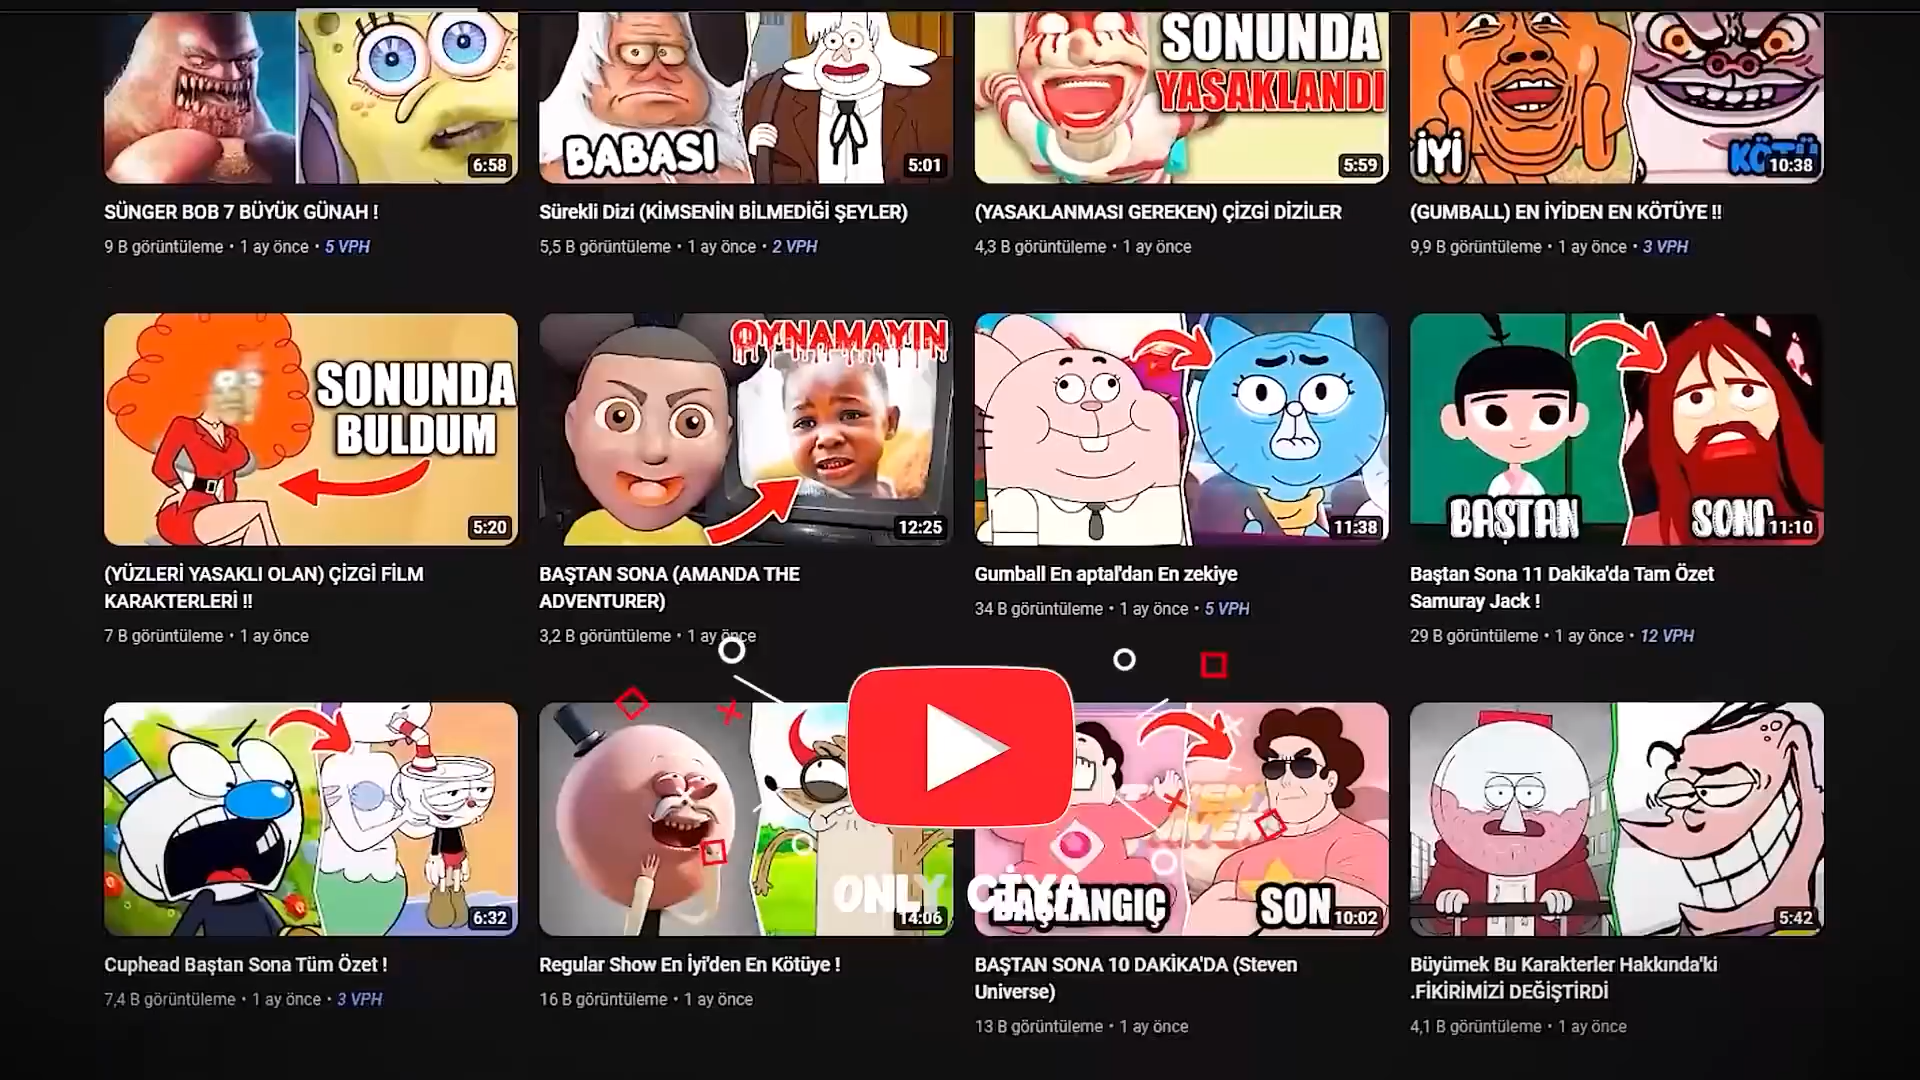 SONUNDA
YASAKLANDI
BABASI
İYİ
KÖTÜ
6:58
5:01
5:59
10:38
SÜNGER BOB 7 BÜYÜK GÜNAH !
9 B görüntüleme • 1 ay önce • 5 VPH
Sürekli Dizi (KİMSENİN BİLMEDİĞİ ŞEYLER)
5,5 B görüntüleme • 1 ay önce • 2 VPH
(YASAKLANMASI GEREKEN) ÇİZGİ DİZİLER
4,3 B görüntüleme • 1 ay önce
(GUMBALL) EN İYİDEN EN KÖTÜYE !!
9,9 B görüntüleme • 1 ay önce • 3 VPH
SONUNDA
BULDUM
5:20
OYNAMAYIN
12:25
11:38
BAŞTAN
SONA
11:10
(YÜZLERİ YASAKLI OLAN) ÇİZGİ FİLM
KARAKTERLERİ !!
7 B görüntüleme • 1 ay önce
BAŞTAN SONA (AMANDA THE
ADVENTURER)
3,2 B görüntüleme • 1 ay önce
Gumball En aptal'dan En zekiye
34 B görüntüleme • 1 ay önce • 5 VPH
Baştan Sona 11 Dakika'da Tam Özet
Samuray Jack !
29 B görüntüleme • 1 ay önce • 12 VPH
6:32
14:06
ONLY CİYA
BAŞLANGIÇ
SON
10:02
5:42
Cuphead Baştan Sona Tüm Özet !
7,4 B görüntüleme • 1 ay önce • 3 VPH
Regular Show En İyi'den En Kötüye !
16 B görüntüleme • 1 ay önce
BAŞTAN SONA 10 DAKİKA'DA (Steven
Universe)
13 B görüntüleme • 1 ay önce
Büyümek Bu Karakterler Hakkında'ki
.FİKİRİMİZİ DEĞİŞTİRDİ
4,1 B görüntüleme • 1 ay önce